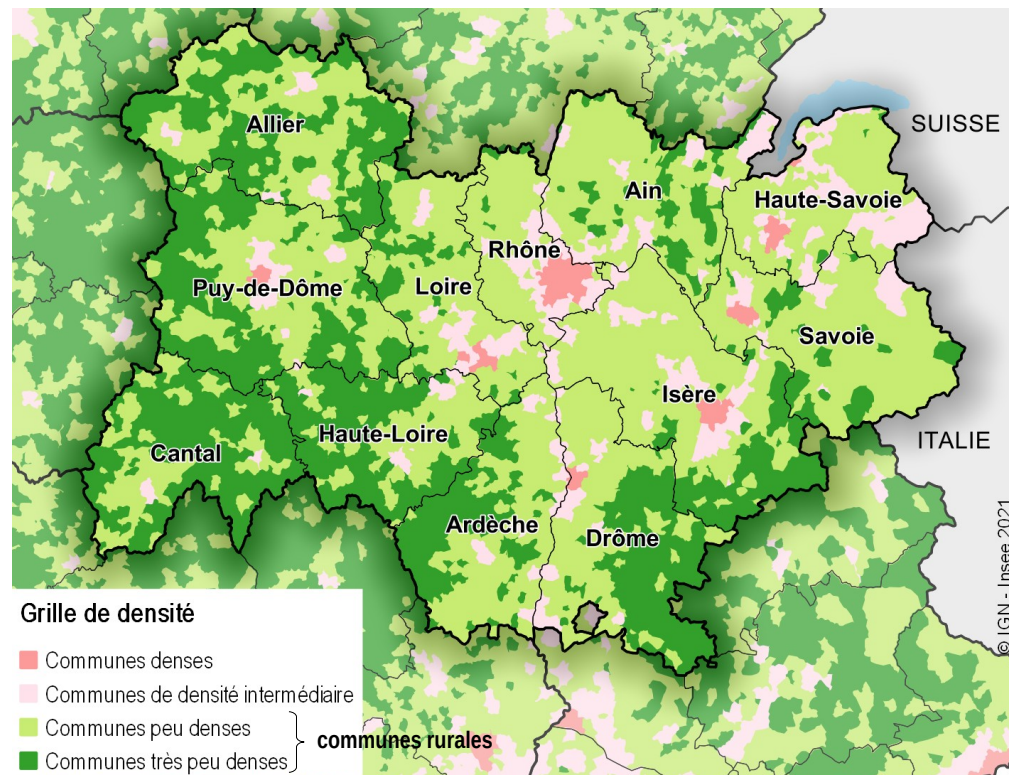 Allier
SUISSE
Ain
Haute-Savoie
Rhône
Puy-de-Dôme
Loire
Savoie
Isère
Haute-Loire
ITALIE
Cantal
Ardèche
Drôme
© IGN - Insee 2021
Grille de densité
Communes denses
Communes de densité intermédiaire
Communes peu denses
communes rurales
Communes très peu denses